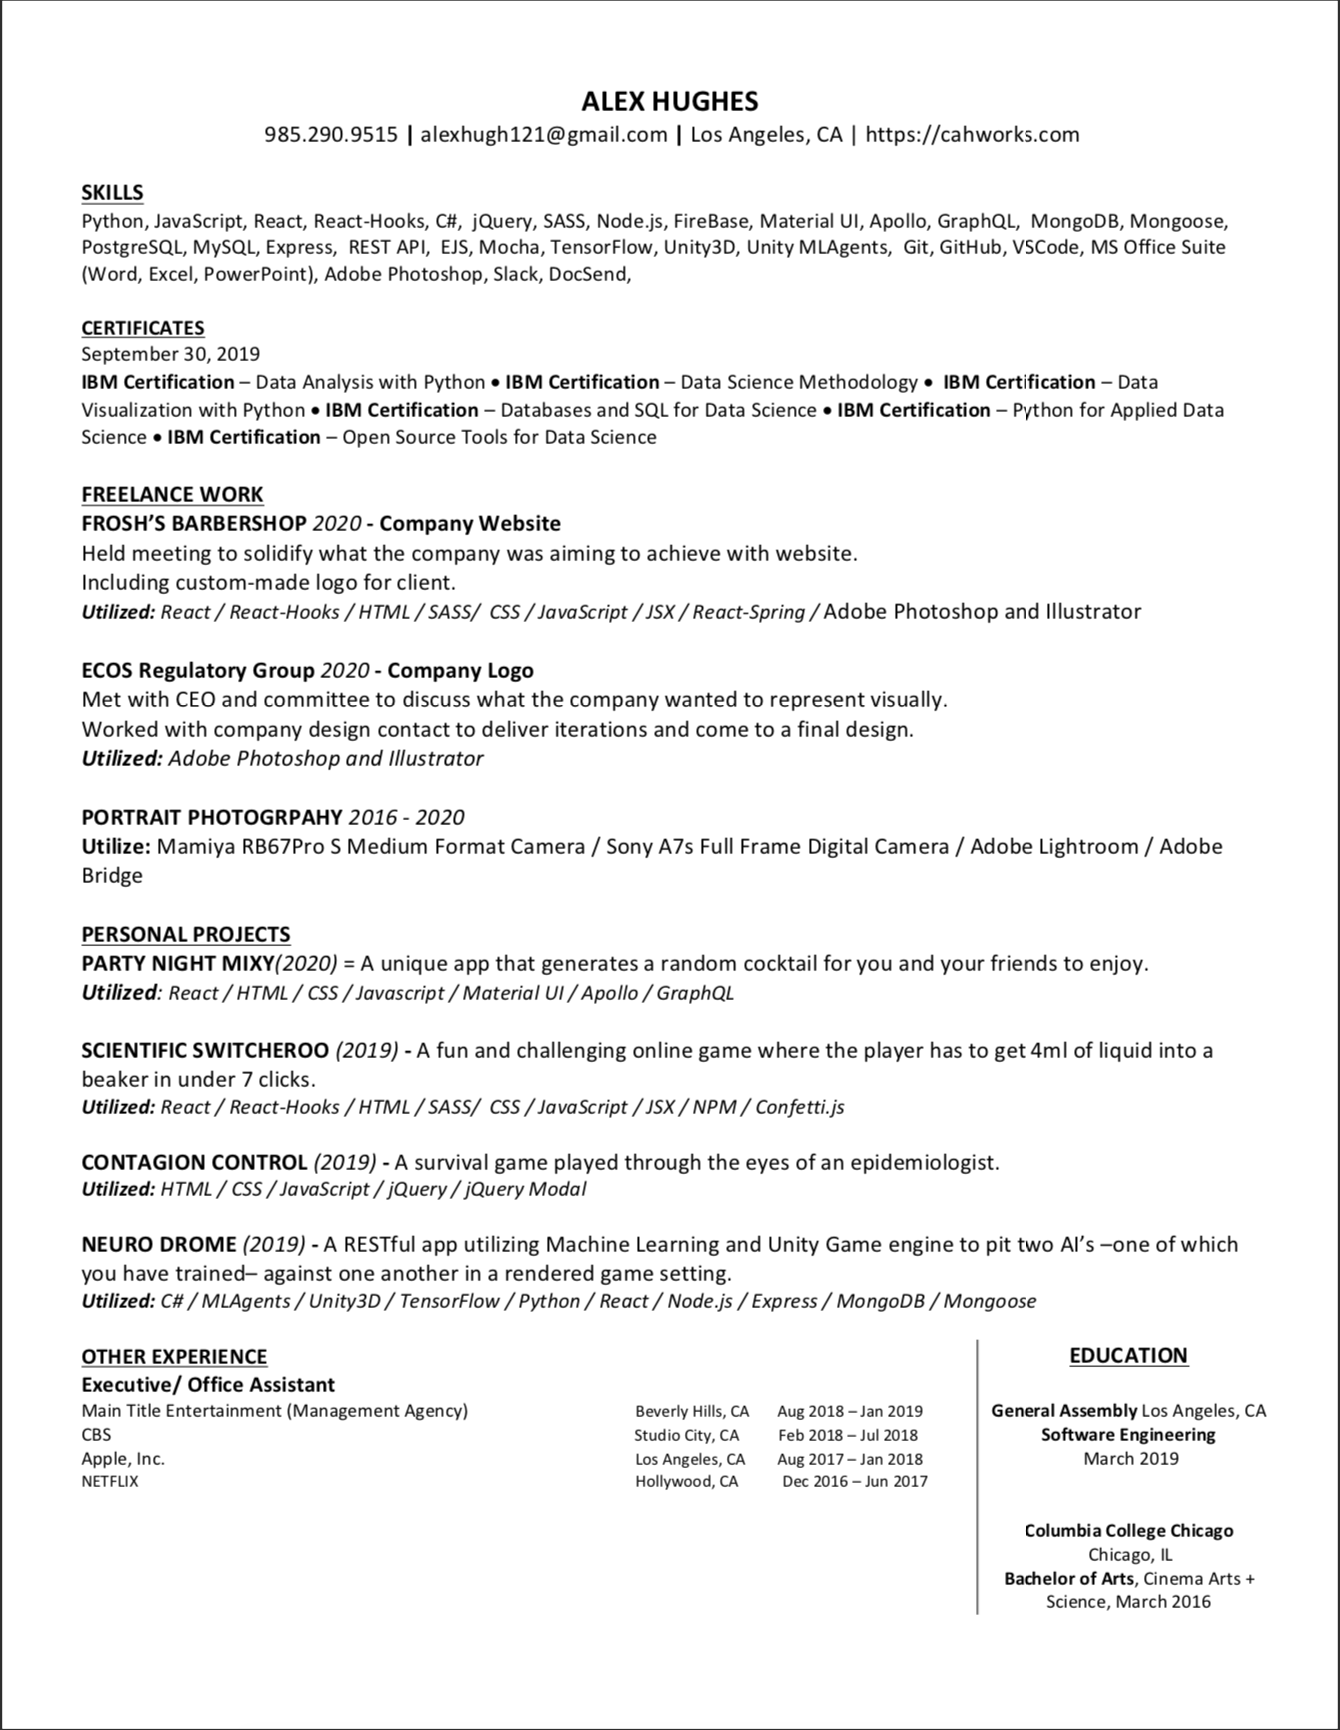 ALEX HUGHES
985.290.9515 | alexhugh121@gmail.com | Los Angeles, CA | https://cahworks.com
SKILLS
Python, JavaScript, React, React-Hooks, C#,  jQuery, SASS, Node.js, FireBase, Material UI, Apollo, GraphQL,  MongoDB, Mongoose,
PostgreSQL, MySQL, Express,  REST API,  EJS, Mocha, TensorFlow, Unity3D, Unity MLAgents,  Git, GitHub, VSCode, MS Office Suite
(Word, Excel, PowerPoint), Adobe Photoshop, Slack, DocSend,
CERTIFICATES
September 30, 2019
IBM Certification – Data Analysis with Python • IBM Certification – Data Science Methodology •  IBM Certification – Data
Visualization with Python • IBM Certification – Databases and SQL for Data Science • IBM Certification – Python for Applied Data
Science • IBM Certification – Open Source Tools for Data Science
FREELANCE WORK
FROSH’S BARBERSHOP 2020 - Company Website
Held meeting to solidify what the company was aiming to achieve with website.
Including custom-made logo for client.
Utilized: React / React-Hooks / HTML / SASS/  CSS / JavaScript / JSX / React-Spring / Adobe Photoshop and Illustrator
ECOS Regulatory Group 2020 - Company Logo
Met with CEO and committee to discuss what the company wanted to represent visually.
Worked with company design contact to deliver iterations and come to a final design.
Utilized: Adobe Photoshop and Illustrator
PORTRAIT PHOTOGRPAHY 2016 - 2020
Utilize: Mamiya RB67Pro S Medium Format Camera / Sony A7s Full Frame Digital Camera / Adobe Lightroom / Adobe
Bridge
PERSONAL PROJECTS
PARTY NIGHT MIXY(2020) = A unique app that generates a random cocktail for you and your friends to enjoy.
Utilized: React / HTML / CSS / Javascript / Material UI / Apollo / GraphQL
SCIENTIFIC SWITCHEROO (2019) - A fun and challenging online game where the player has to get 4ml of liquid into a
beaker in under 7 clicks.
Utilized: React / React-Hooks / HTML / SASS/  CSS / JavaScript / JSX / NPM / Confetti.js
CONTAGION CONTROL (2019) - A survival game played through the eyes of an epidemiologist.
Utilized: HTML / CSS / JavaScript / jQuery / jQuery Modal
NEURO DROME (2019) - A RESTful app utilizing Machine Learning and Unity Game engine to pit two AI’s –one of which
you have trained– against one another in a rendered game setting.
Utilized: C# / MLAgents / Unity3D / TensorFlow / Python / React / Node.js / Express / MongoDB / Mongoose
OTHER EXPERIENCE
Executive/ Office Assistant
Main Title Entertainment (Management Agency) Beverly Hills, CA Aug 2018 – Jan 2019
CBS Studio City, CA Feb 2018 – Jul 2018
Apple, Inc. Los Angeles, CA Aug 2017 – Jan 2018
NETFLIX Hollywood, CA Dec 2016 – Jun 2017
EDUCATION
General Assembly Los Angeles, CA
Software Engineering
March 2019
Columbia College Chicago
Chicago, IL
Bachelor of Arts, Cinema Arts +
Science, March 2016